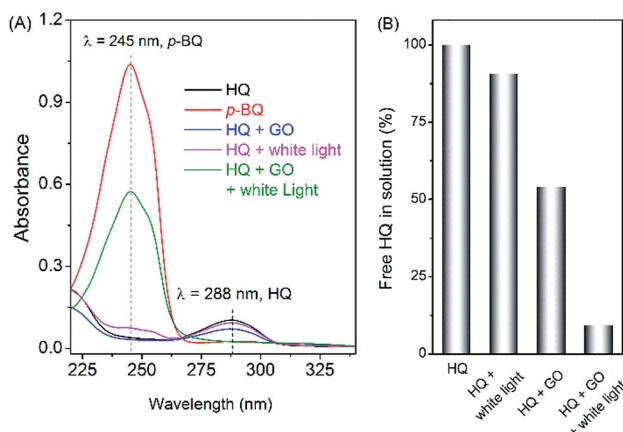 (A)
λ = 245 nm, p-BQ
HQ
p-BQ
HQ + GO
HQ + white light
HQ + GO
+ white Light
λ = 288 nm, HQ
Absorbance
1.2
0.9
0.6
0.3
0.0
225
250
275
300
325
Wavelength (nm)
(B)
Free HQ in solution (%)
100
75
50
25
0
HQ
HQ +
white light
HQ + GO
HQ + GO
+ white light